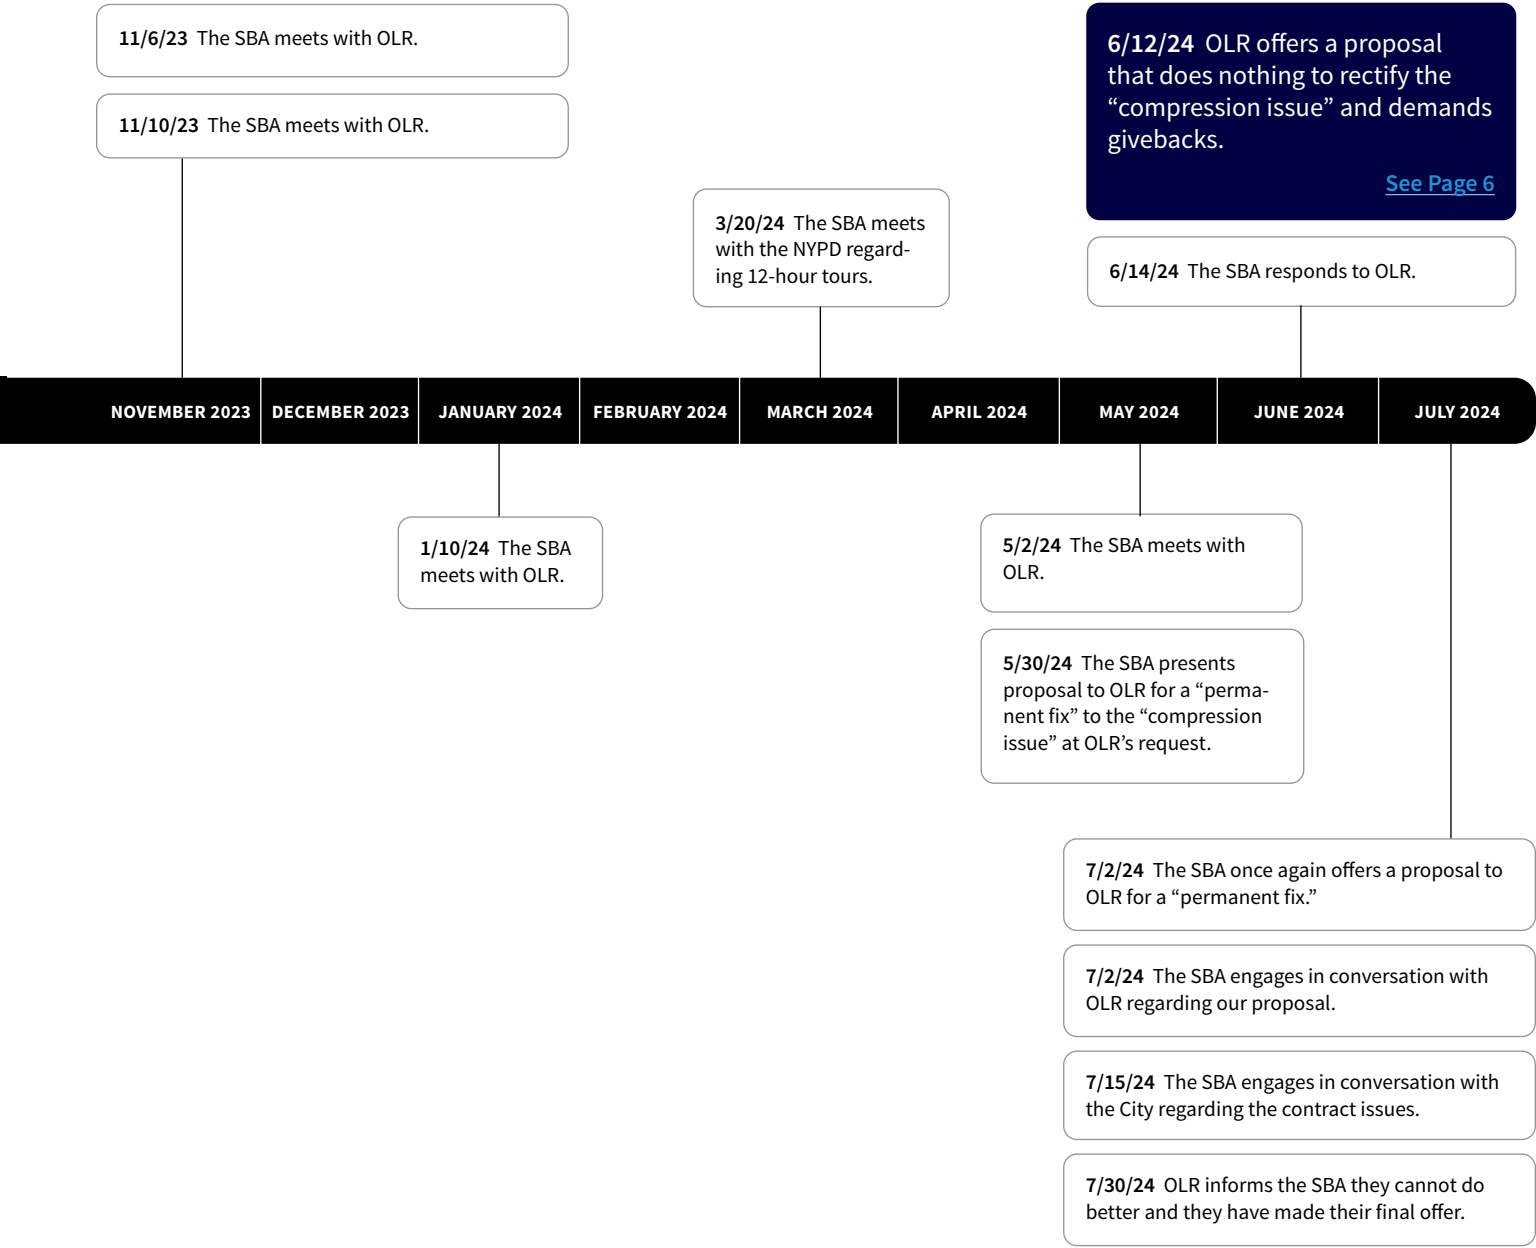 11/6/23 The SBA meets with OLR.
11/10/23 The SBA meets with OLR.
6/12/24 OLR offers a proposal
that does nothing to rectify the
“compression issue” and demands
givebacks.
See Page 6
3/20/24 The SBA meets
with the NYPD regard-
ing 12-hour tours.
6/14/24 The SBA responds to OLR.
NOVEMBER 2023 DECEMBER 2023 JANUARY 2024 FEBRUARY 2024 MARCH 2024 APRIL 2024 MAY 2024 JUNE 2024 JULY 2024
1/10/24 The SBA
meets with OLR.
5/2/24 The SBA meets with
OLR.
5/30/24 The SBA presents
proposal to OLR for a “perma-
nent fix” to the “compression
issue” at OLR’s request.
7/2/24 The SBA once again offers a proposal to
OLR for a “permanent fix.”
7/2/24 The SBA engages in conversation with
OLR regarding our proposal.
7/15/24 The SBA engages in conversation with
the City regarding the contract issues.
7/30/24 OLR informs the SBA they cannot do
better and they have made their final offer.